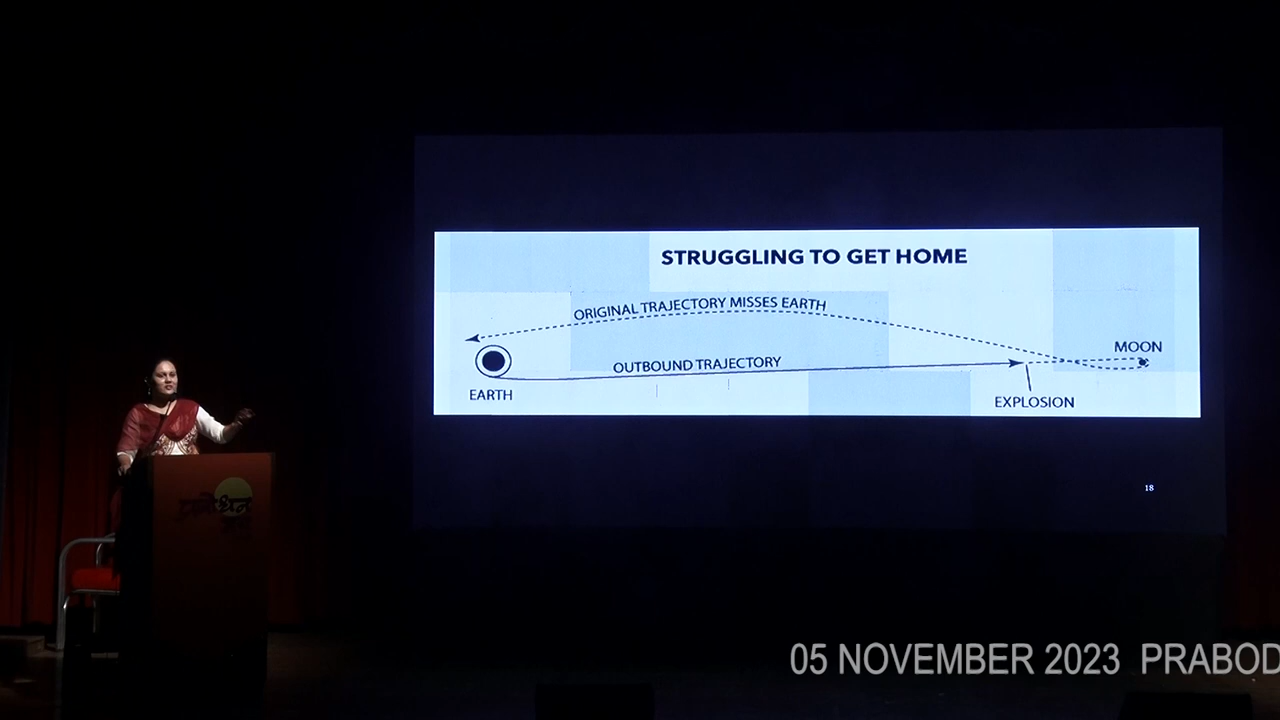 STRUGGLING TO GET HOME
ORIGINAL TRAJECTORY MISSES EARTH
MOON
OUTBOUND TRAJECTORY
EARTH
EXPLOSION
18
05 NOVEMBER 2023 PRABOD